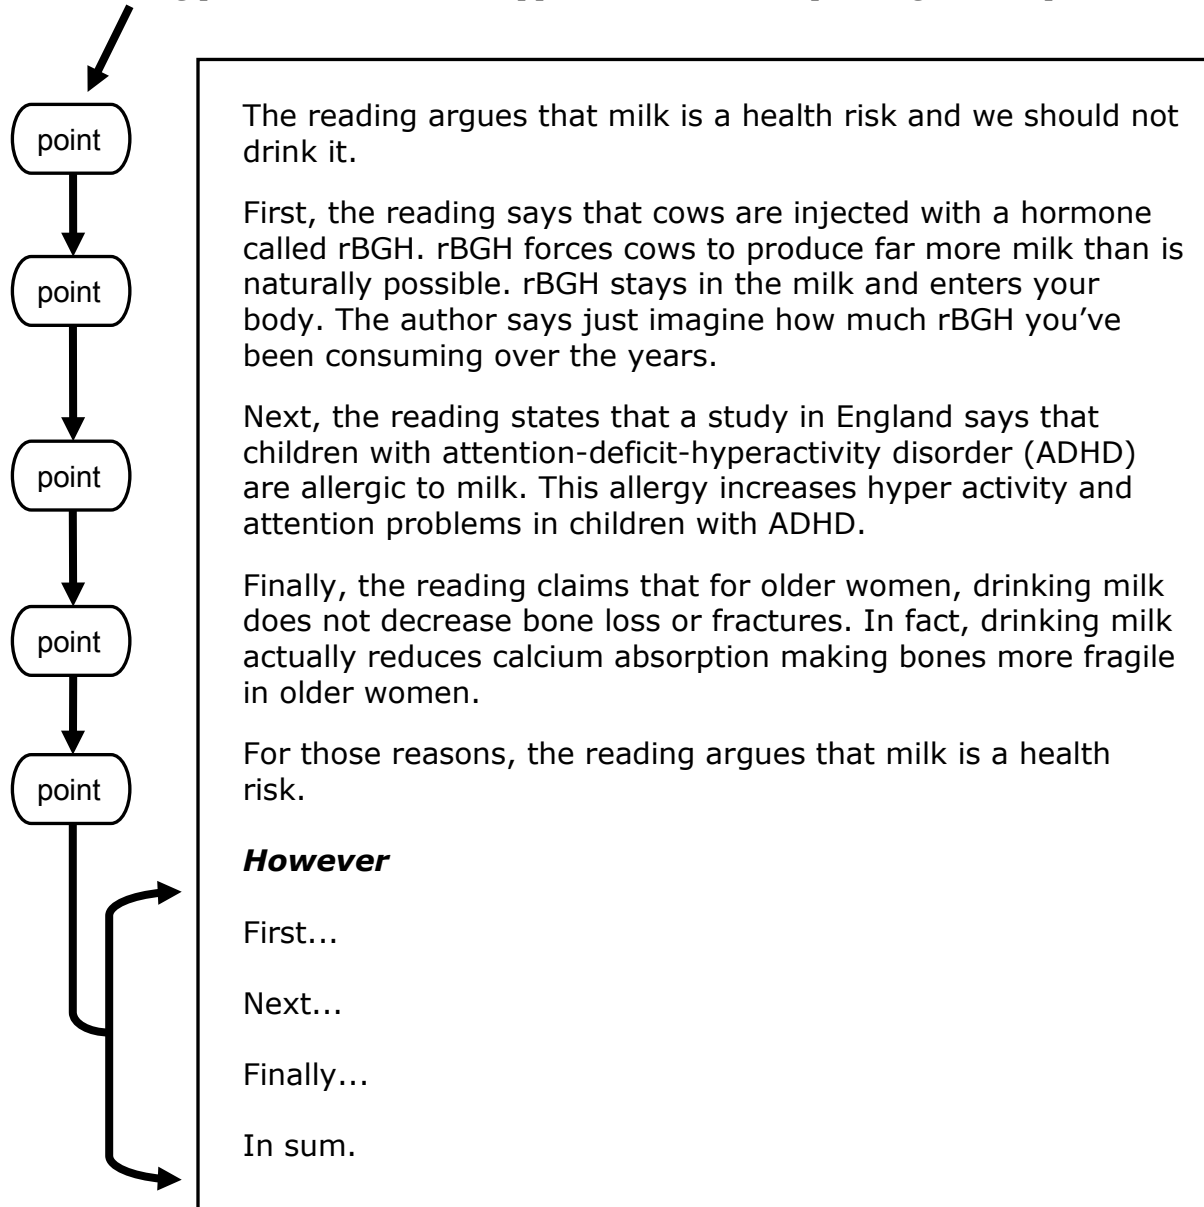 point
The reading argues that milk is a health risk and we should not
drink it.
point
First, the reading says that cows are injected with a hormone
called rBGH. rBGH forces cows to produce far more milk than is
naturally possible. rBGH stays in the milk and enters your
body. The author says just imagine how much rBGH you've
been consuming over the years.
point
Next, the reading states that a study in England says that
children with attention-deficit-hyperactivity disorder (ADHD)
are allergic to milk. This allergy increases hyper activity and
attention problems in children with ADHD.
point
Finally, the reading claims that for older women, drinking milk
does not decrease bone loss or fractures. In fact, drinking milk
actually reduces calcium absorption making bones more fragile
in older women.
point
For those reasons, the reading argues that milk is a health
risk.
However
First...
Next...
Finally...
In sum.